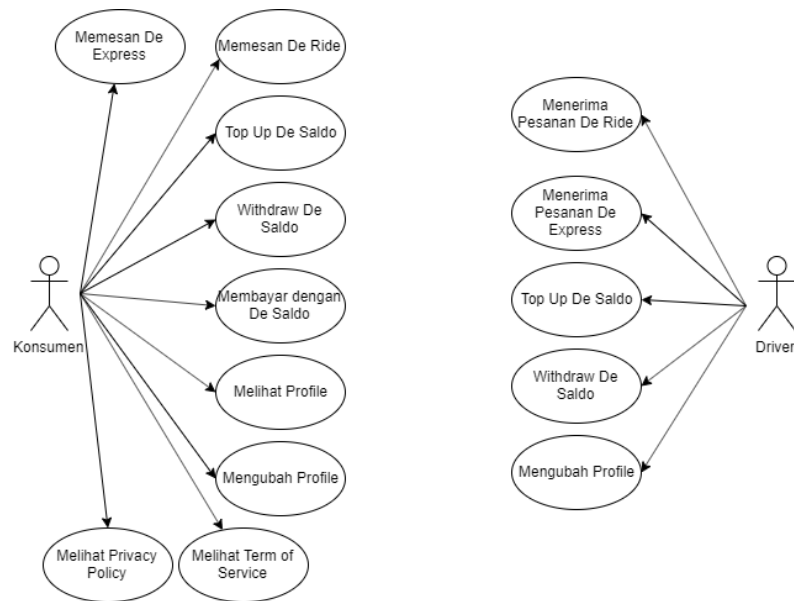 Memesan De
Express
Memesan De Ride
Top Up De Saldo
Withdraw De
Saldo
Membayar dengan
De Saldo
Melihat Profile
Mengubah Profile
Melihat Privacy
Policy
Melihat Term of
Service
Konsumen
Menerima
Pesanan De Ride
Menerima
Pesanan De
Express
Top Up De Saldo
Withdraw De
Saldo
Mengubah Profile
Driver